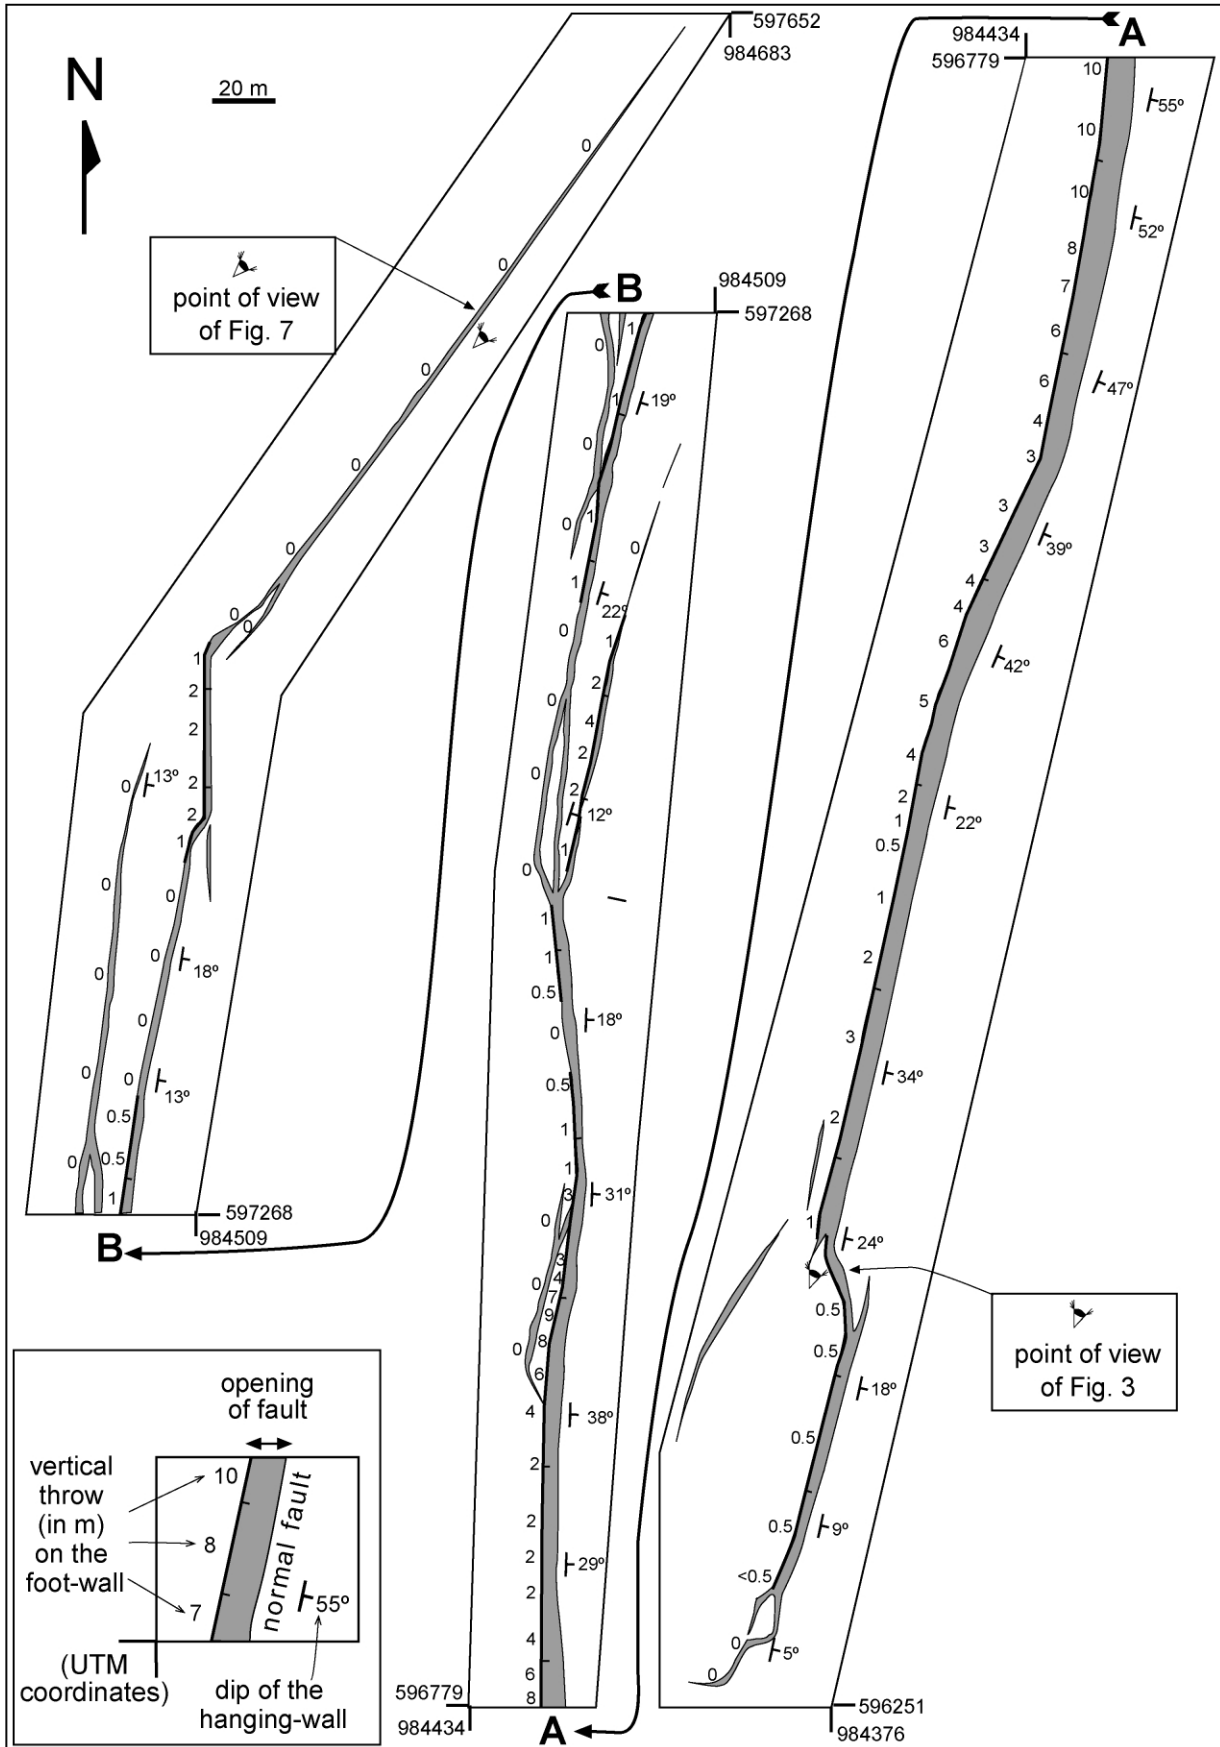 N
20 m
597652
984683
point of view
of Fig. 7
0
0
0
0
0
0
0
1
2
2
2
2
1
0
13º
0
0
0
0
18º
0
0
13º
0
0.5
0
0.5
1
597268
984509
B
B
984509
597268
1
0
1
19º
0
1
0
0
1
22º
0
1
2
0
4
2
0
2
12º
0
1
1
1
0.5
0
18º
0.5
1
1
3
31º
0
3
4
0
7
9
8
0
6
4
38º
2
2
2
29º
2
4
6
8
596779
984434
A
A
984434
596779
10
55º
10
10
52º
8
7
6
6
47º
4
3
3
39º
3
4
4
6
42º
5
4
2
22º
1
0.5
1
2
3
34º
2
1
24º
0.5
0.5
18º
0.5
0.5
9º
<0.5
0
5º
0
596251
984376
point of view
of Fig. 3
opening
of fault
vertical
throw
(in m)
on the
foot-wall
10
8
7
normal fault
55º
(UTM
coordinates)
dip of the
hanging-wall